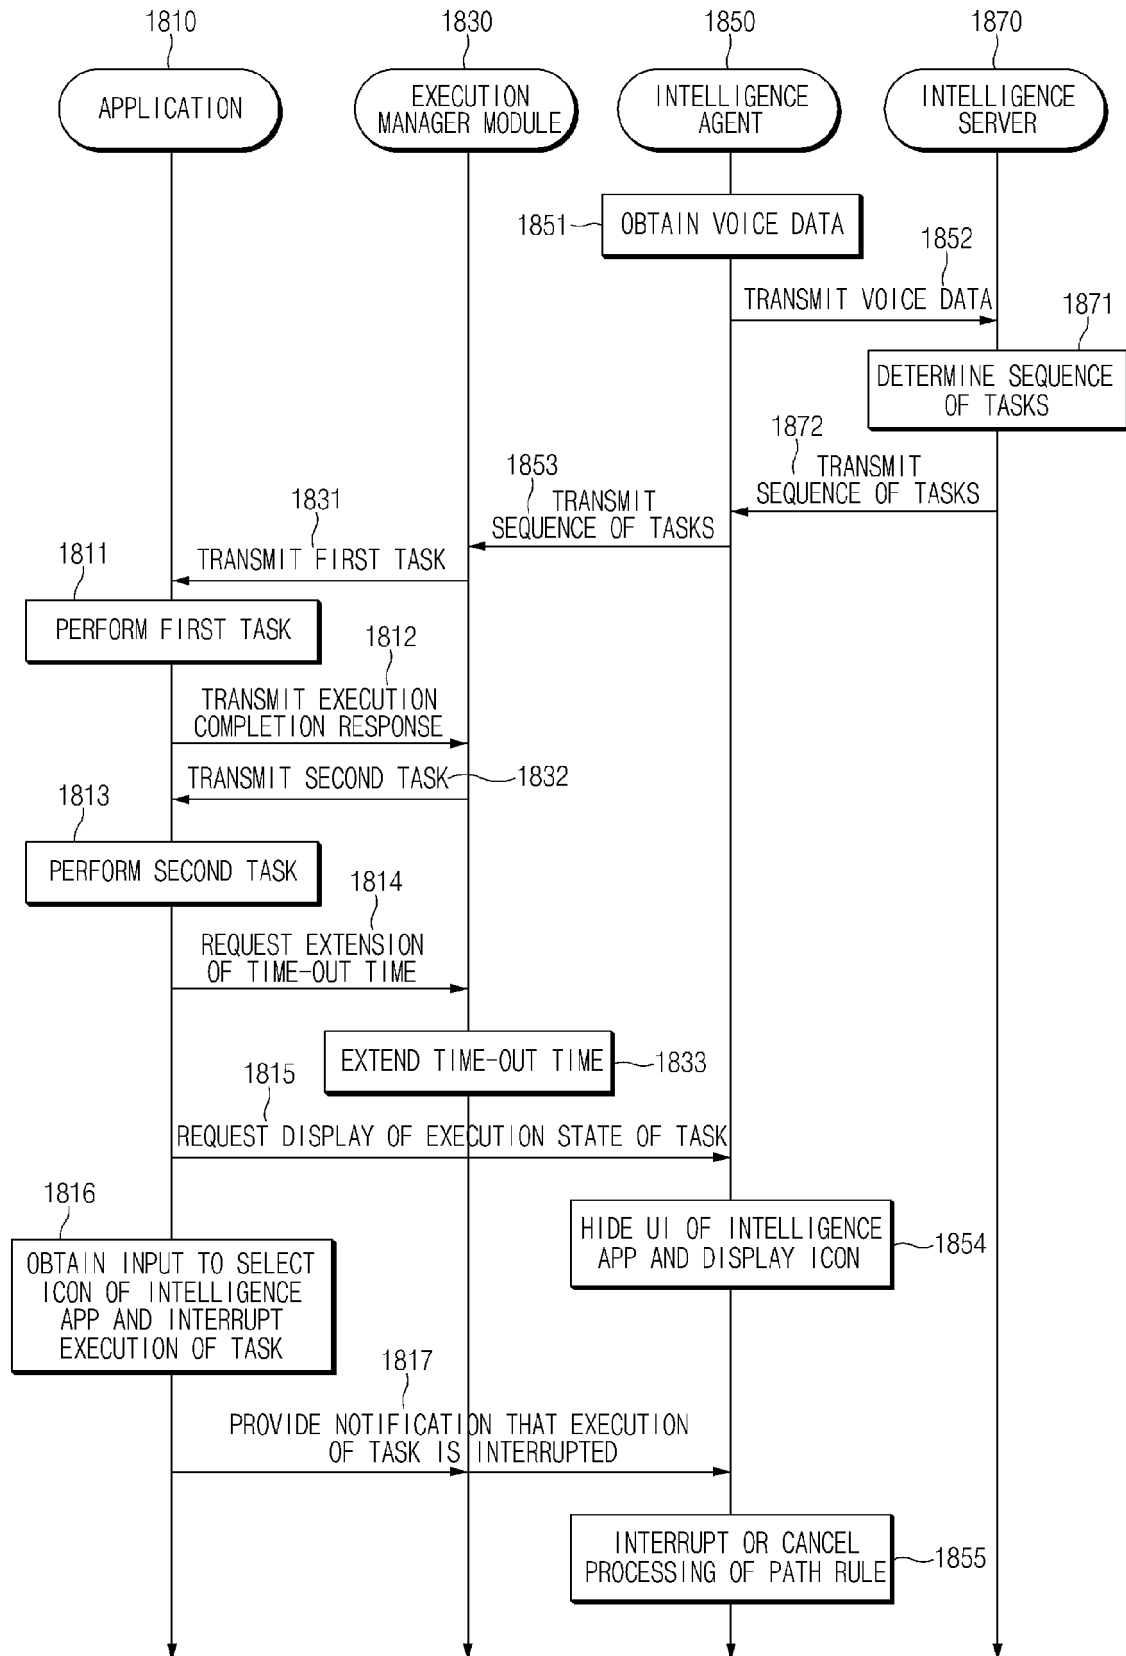 1810
1830
1850
1870
APPLICATION
EXECUTION
MANAGER MODULE
INTELLIGENCE
AGENT
INTELLIGENCE
SERVER
1851
OBTAIN VOICE DATA
1852
TRANSMIT VOICE DATA
1871
DETERMINE SEQUENCE
OF TASKS
1872
TRANSMIT
SEQUENCE OF TASKS
1853
TRANSMIT
SEQUENCE OF TASKS
1831
TRANSMIT FIRST TASK
1811
PERFORM FIRST TASK
1812
TRANSMIT EXECUTION
COMPLETION RESPONSE
TRANSMIT SECOND TASK
1832
1813
PERFORM SECOND TASK
1814
REQUEST EXTENSION
OF TIME-OUT TIME
EXTEND TIME-OUT TIME
1833
1815
REQUEST DISPLAY OF EXECUTION STATE OF TASK
1816
HIDE UI OF INTELLIGENCE
APP AND DISPLAY ICON
1854
OBTAIN INPUT TO SELECT
ICON OF INTELLIGENCE
APP AND INTERRUPT
EXECUTION OF TASK
1817
PROVIDE NOTIFICATION THAT EXECUTION
OF TASK IS INTERRUPTED
INTERRUPT OR CANCEL
PROCESSING OF PATH RULE
1855